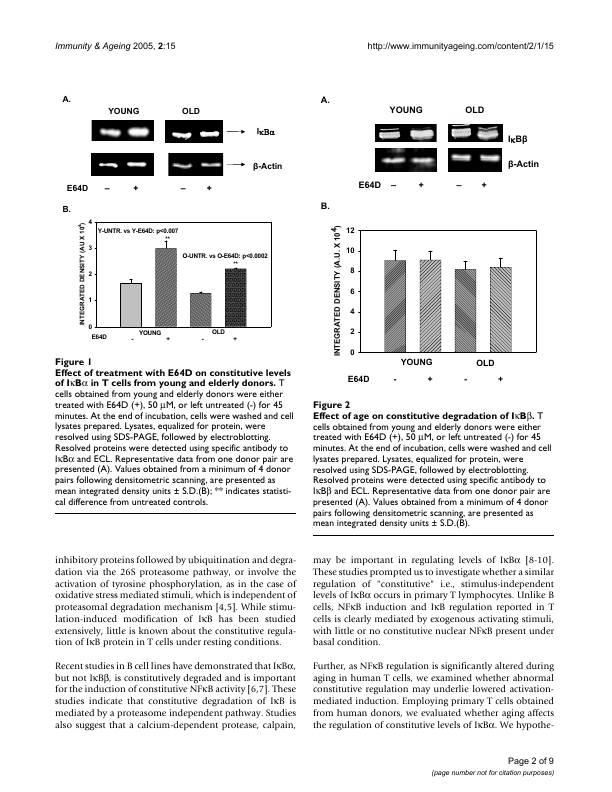 Immunity & Ageing 2005, 2:15
http://www.immunityageing.com/content/2/1/15
A.
YOUNG OLD
IκBα
β-Actin
E64D – + – +
B.
INTEGRATED DENSITY (AU X 10⁶)
4
3
2
1
0
Y-UNTR. vs Y-E64D: p<0.007
**
O-UNTR. vs O-E64D: p<0.0002
**
YOUNG OLD
E64D - + - +
Figure 1
Effect of treatment with E64D on constitutive levels
of IκBα in T cells from young and elderly donors. T
cells obtained from young and elderly donors were either
treated with E64D (+), 50 μM, or left untreated (-) for 45
minutes. At the end of incubation, cells were washed and cell
lysates prepared. Lysates, equalized for protein, were
resolved using SDS-PAGE, followed by electroblotting.
Resolved proteins were detected using specific antibody to
IκBα and ECL. Representative data from one donor pair are
presented (A). Values obtained from a minimum of 4 donor
pairs following densitometric scanning, are presented as
mean integrated density units ± S.D.(B); ** indicates statisti-
cal difference from untreated controls.
A.
YOUNG OLD
IκBβ
β-Actin
E64D – + – +
B.
INTEGRATED DENSITY (A.U. X 10⁻⁶)
12
10
8
6
4
2
0
YOUNG OLD
E64D - + - +
Figure 2
Effect of age on constitutive degradation of IκBβ. T
cells obtained from young and elderly donors were either
treated with E64D (+), 50 μM, or left untreated (-) for 45
minutes. At the end of incubation, cells were washed and cell
lysates prepared. Lysates, equalized for protein, were
resolved using SDS-PAGE, followed by electroblotting.
Resolved proteins were detected using specific antibody to
IκBβ and ECL. Representative data from one donor pair are
presented (A). Values obtained from a minimum of 4 donor
pairs following densitometric scanning, are presented as
mean integrated density units ± S.D.(B).
inhibitory proteins followed by ubiquitination and degra-
dation via the 26S proteasome pathway, or involve the
activation of tyrosine phosphorylation, as in the case of
oxidative stress mediated stimuli, which is independent of
proteasomal degradation mechanism [4,5]. While stimu-
lation-induced modification of IκB has been studied
extensively, little is known about the constitutive regula-
tion of IκB protein in T cells under resting conditions.
Recent studies in B cell lines have demonstrated that IκBα,
but not IκBβ, is constitutively degraded and is important
for the induction of constitutive NFκB activity [6,7]. These
studies indicate that constitutive degradation of IκB is
mediated by a proteasome independent pathway. Studies
also suggest that a calcium-dependent protease, calpain,
may be important in regulating levels of IκBα [8-10].
These studies prompted us to investigate whether a similar
regulation of "constitutive" i.e., stimulus-independent
levels of IκBα occurs in primary T lymphocytes. Unlike B
cells, NFκB induction and IκB regulation reported in T
cells is clearly mediated by exogenous activating stimuli,
with little or no constitutive nuclear NFκB present under
basal condition.
Further, as NFκB regulation is significantly altered during
aging in human T cells, we examined whether abnormal
constitutive regulation may underlie lowered activation-
mediated induction. Employing primary T cells obtained
from human donors, we evaluated whether aging affects
the regulation of constitutive levels of IκBα. We hypothe-
Page 2 of 9
(page number not for citation purposes)